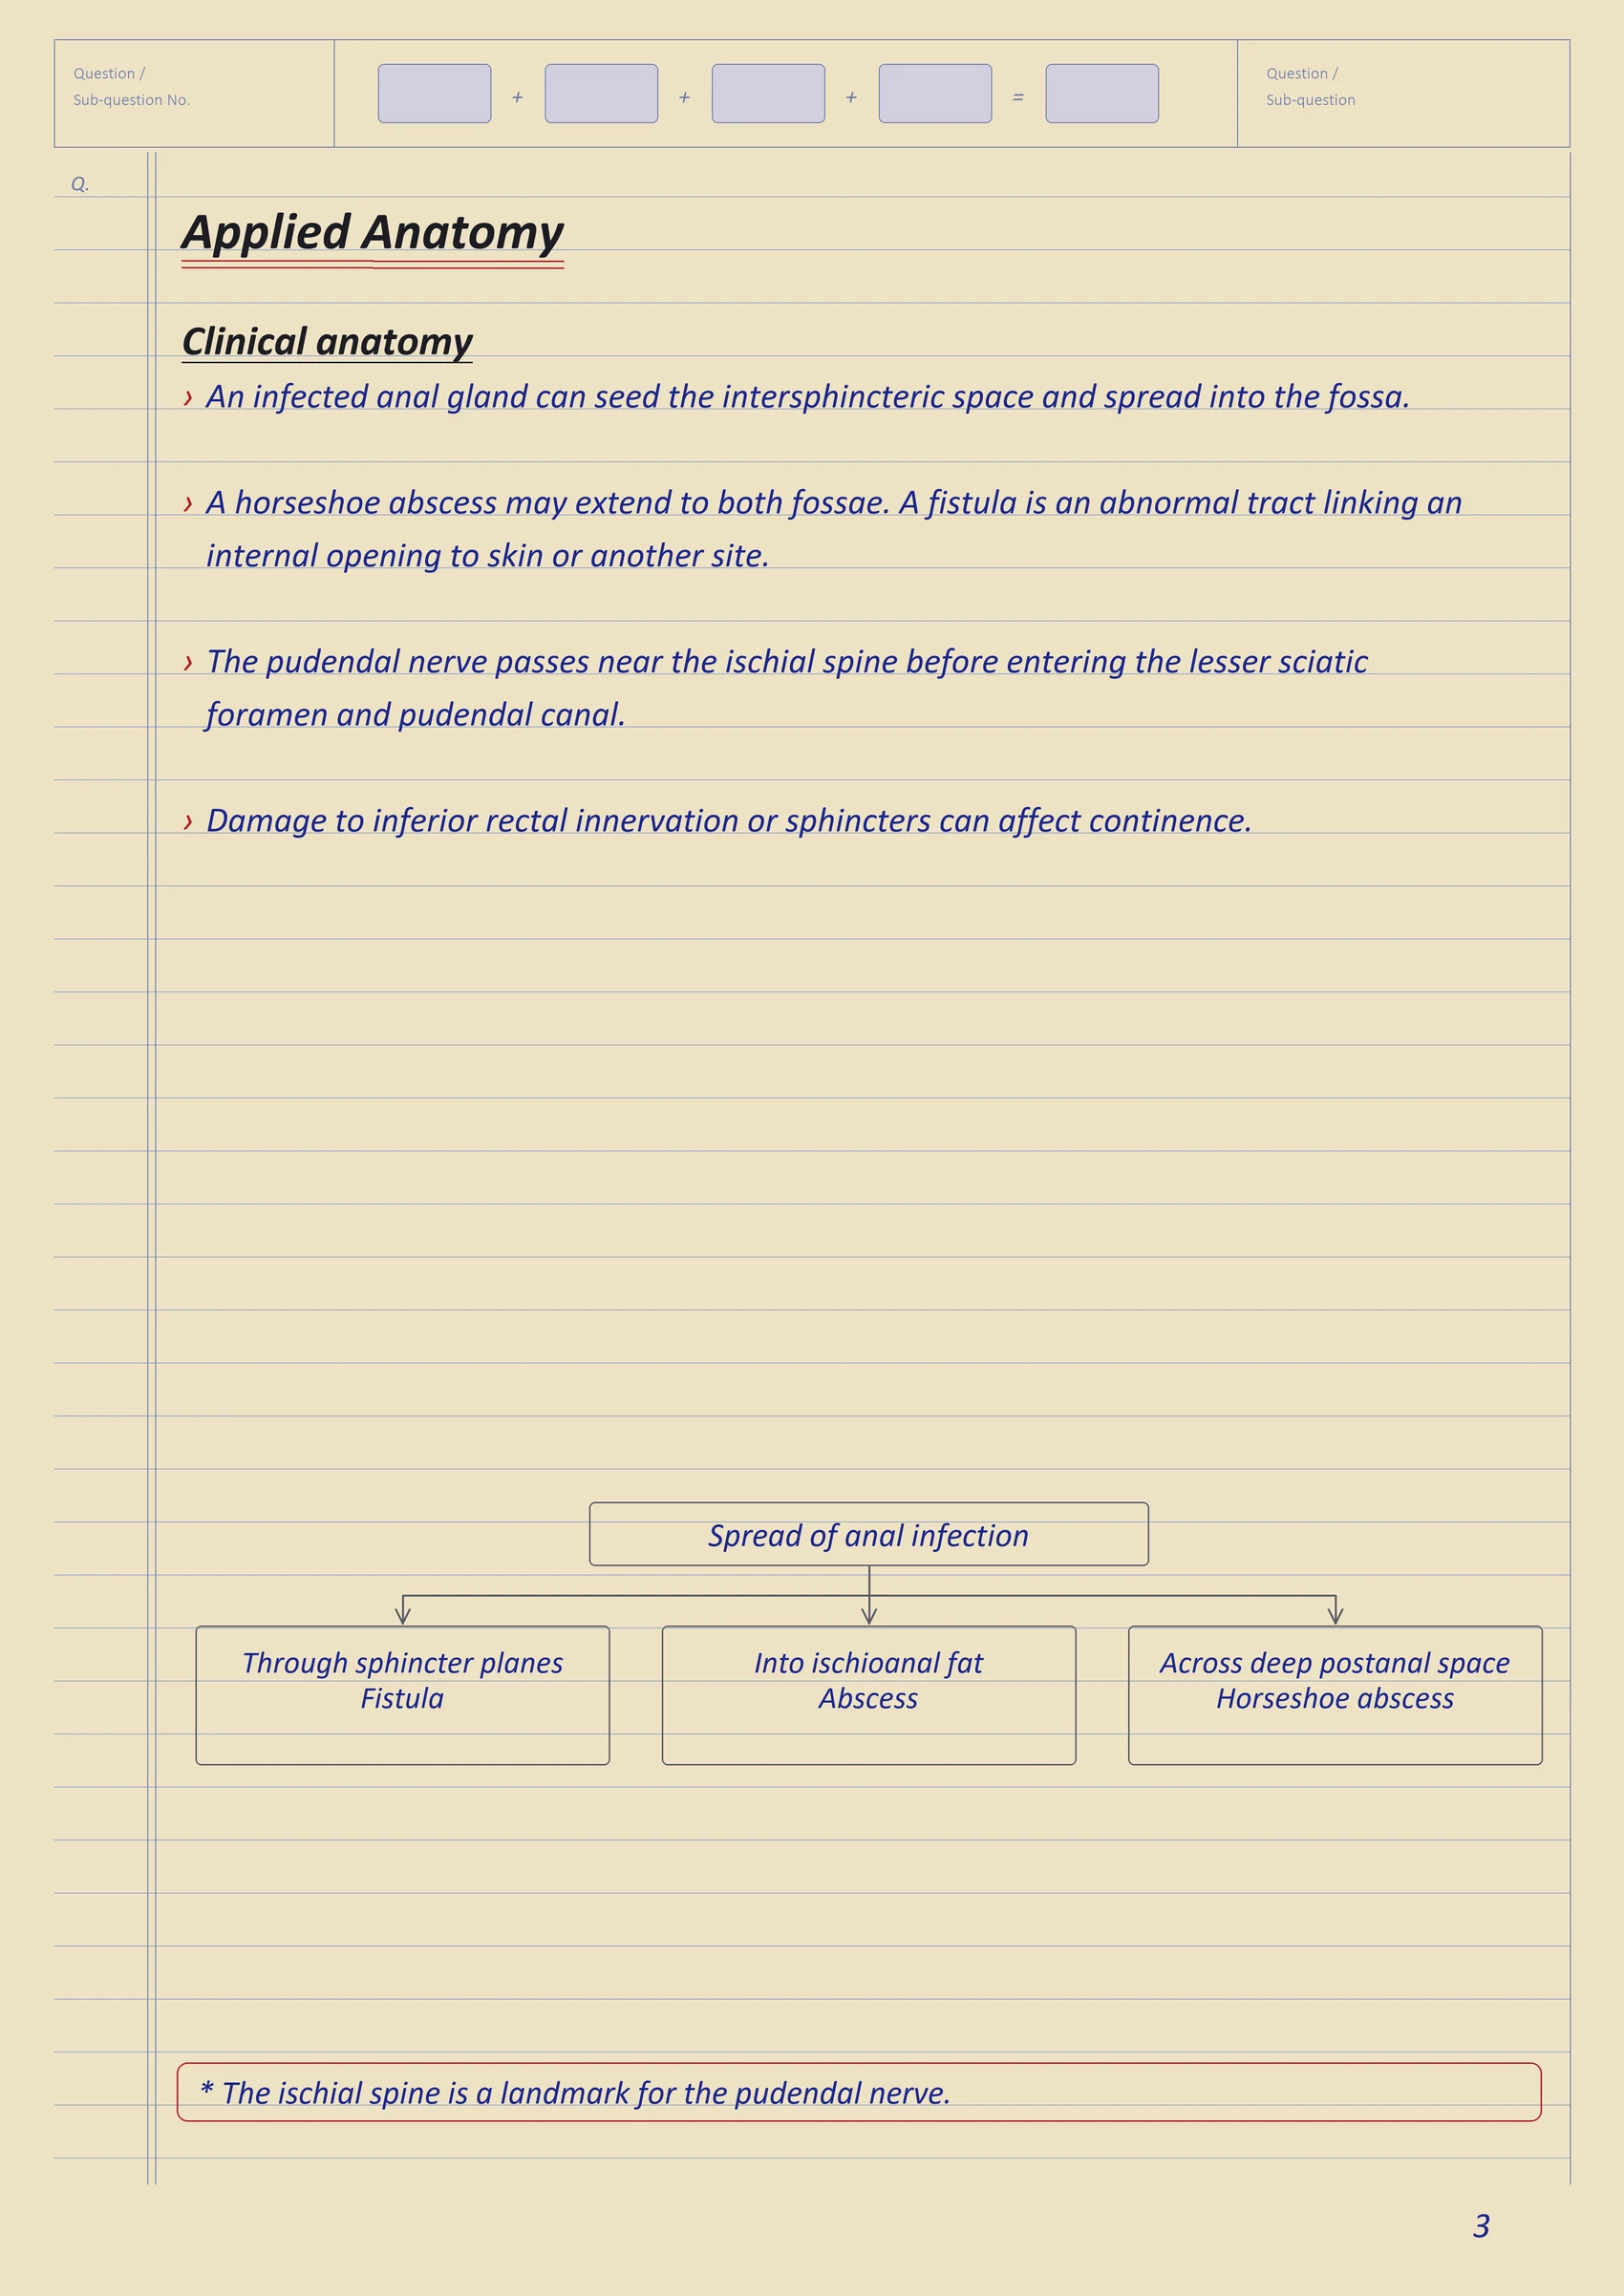 Question /
Sub-question No.
+ + + =
Question /
Sub-question
Q.
Applied Anatomy
Clinical anatomy
› An infected anal gland can seed the intersphincteric space and spread into the fossa.
› A horseshoe abscess may extend to both fossae. A fistula is an abnormal tract linking an
internal opening to skin or another site.
› The pudendal nerve passes near the ischial spine before entering the lesser sciatic
foramen and pudendal canal.
› Damage to inferior rectal innervation or sphincters can affect continence.
Spread of anal infection
Through sphincter planes
Fistula
Into ischioanal fat
Abscess
Across deep postanal space
Horseshoe abscess
* The ischial spine is a landmark for the pudendal nerve.
3